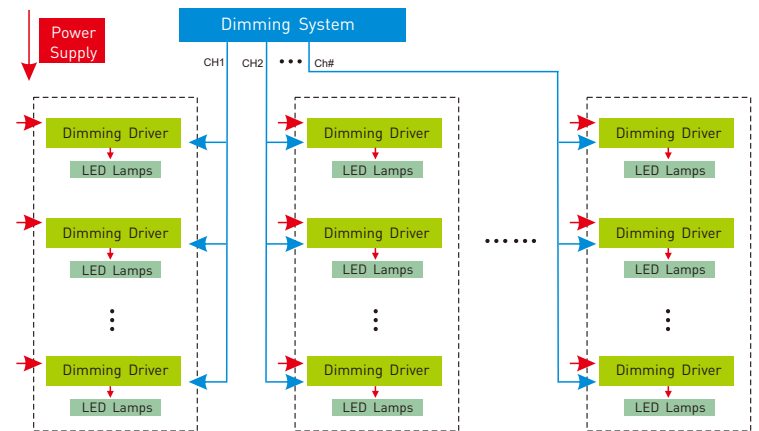 Dimming System
Power
Supply
CH1
CH2
•••
Ch#
Dimming Driver
Dimming Driver
Dimming Driver
LED Lamps
LED Lamps
LED Lamps
Dimming Driver
Dimming Driver
Dimming Driver
••••••
LED Lamps
LED Lamps
LED Lamps
Dimming Driver
Dimming Driver
Dimming Driver
LED Lamps
LED Lamps
LED Lamps